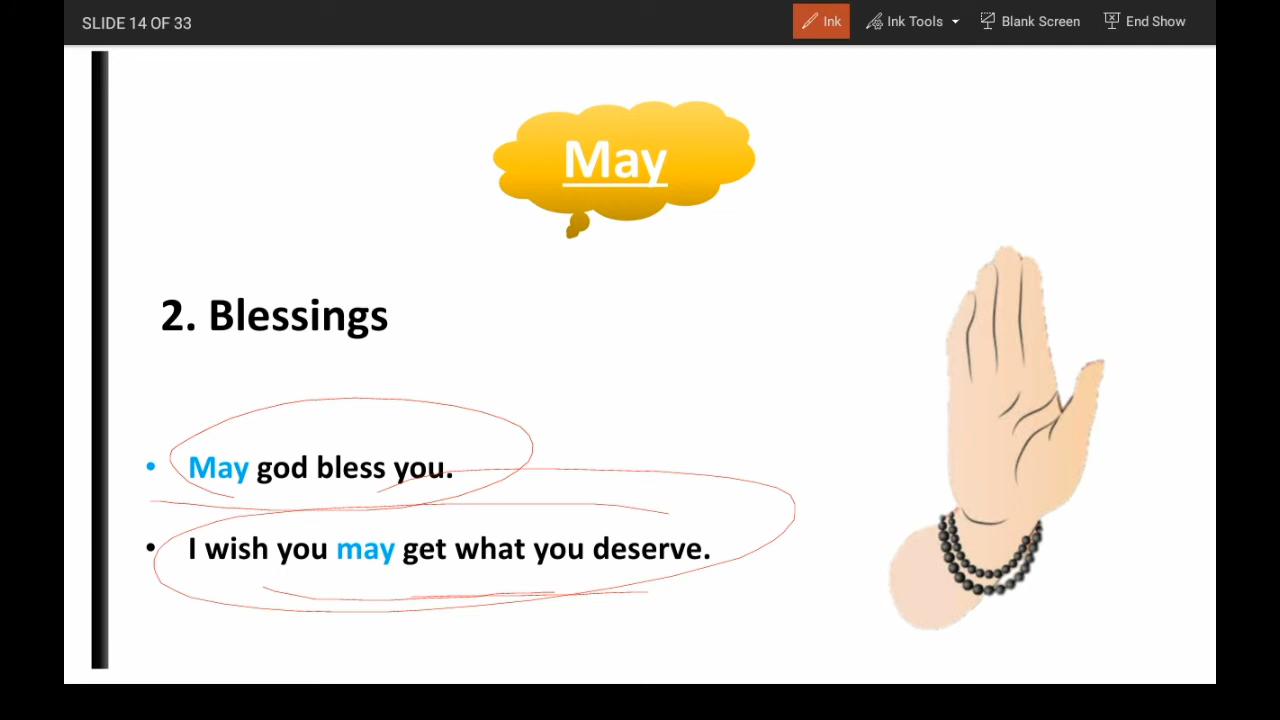 SLIDE 14 OF 33
Ink
Ink Tools
Blank Screen
End Show
May
2. Blessings
• May god bless you.
• I wish you may get what you deserve.